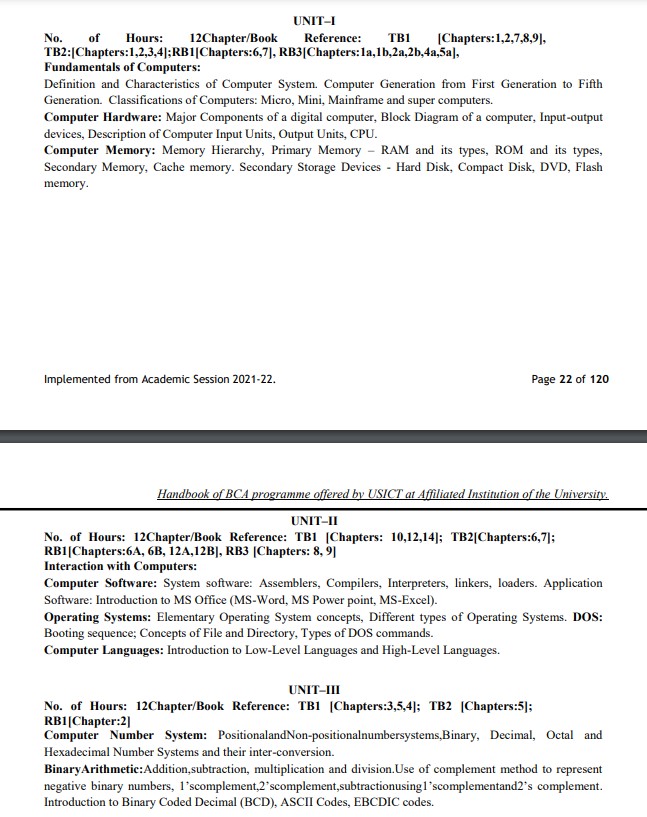 UNIT–I
No. of Hours: 12Chapter/Book Reference: TB1 [Chapters:1,2,7,8,9],
TB2:[Chapters:1,2,3,4];RB1[Chapters:6,7], RB3[Chapters:1a,1b,2a,2b,4a,5a],
Fundamentals of Computers:
Definition and Characteristics of Computer System. Computer Generation from First Generation to Fifth
Generation. Classifications of Computers: Micro, Mini, Mainframe and super computers.
Computer Hardware: Major Components of a digital computer, Block Diagram of a computer, Input-output
devices, Description of Computer Input Units, Output Units, CPU.
Computer Memory: Memory Hierarchy, Primary Memory – RAM and its types, ROM and its types,
Secondary Memory, Cache memory. Secondary Storage Devices - Hard Disk, Compact Disk, DVD, Flash
memory.
Implemented from Academic Session 2021-22. Page 22 of 120
Handbook of BCA programme offered by USICT at Affiliated Institution of the University.
UNIT–II
No. of Hours: 12Chapter/Book Reference: TB1 [Chapters: 10,12,14]; TB2[Chapters:6,7];
RB1[Chapters:6A, 6B, 12A,12B], RB3 [Chapters: 8, 9]
Interaction with Computers:
Computer Software: System software: Assemblers, Compilers, Interpreters, linkers, loaders. Application
Software: Introduction to MS Office (MS-Word, MS Power point, MS-Excel).
Operating Systems: Elementary Operating System concepts, Different types of Operating Systems. DOS:
Booting sequence; Concepts of File and Directory, Types of DOS commands.
Computer Languages: Introduction to Low-Level Languages and High-Level Languages.
UNIT–III
No. of Hours: 12Chapter/Book Reference: TB1 [Chapters:3,5,4]; TB2 [Chapters:5];
RB1[Chapter:2]
Computer Number System: PositionalandNon-positionalnumbersystems,Binary, Decimal, Octal and
Hexadecimal Number Systems and their inter-conversion.
BinaryArithmetic:Addition,subtraction, multiplication and division.Use of complement method to represent
negative binary numbers, 1’scomplement,2’scomplement,subtractionusing1’scomplementand2’s complement.
Introduction to Binary Coded Decimal (BCD), ASCII Codes, EBCDIC codes.